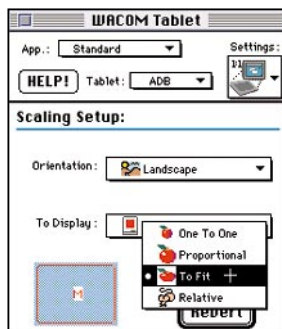 WACOM Tablet
App.: Standard
Settings:
HELP! Tablet: ADB
Scaling Setup:
Orientation: Landscape
To Display:
One To One
Proportional
To Fit
Relative
M
Revert